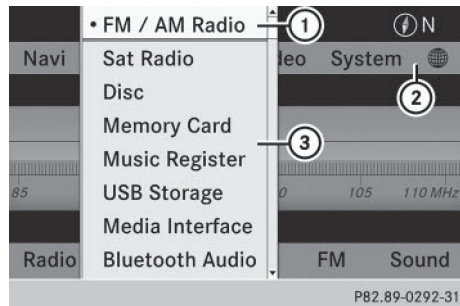 • FM / AM Radio
1
N
Navi
Sat Radio
deo
System
2
Disc
Memory Card
3
Music Register
85
USB Storage
105
110 MHz
Media Interface
Radio
Bluetooth Audio
FM
Sound
P82.89-0292-31